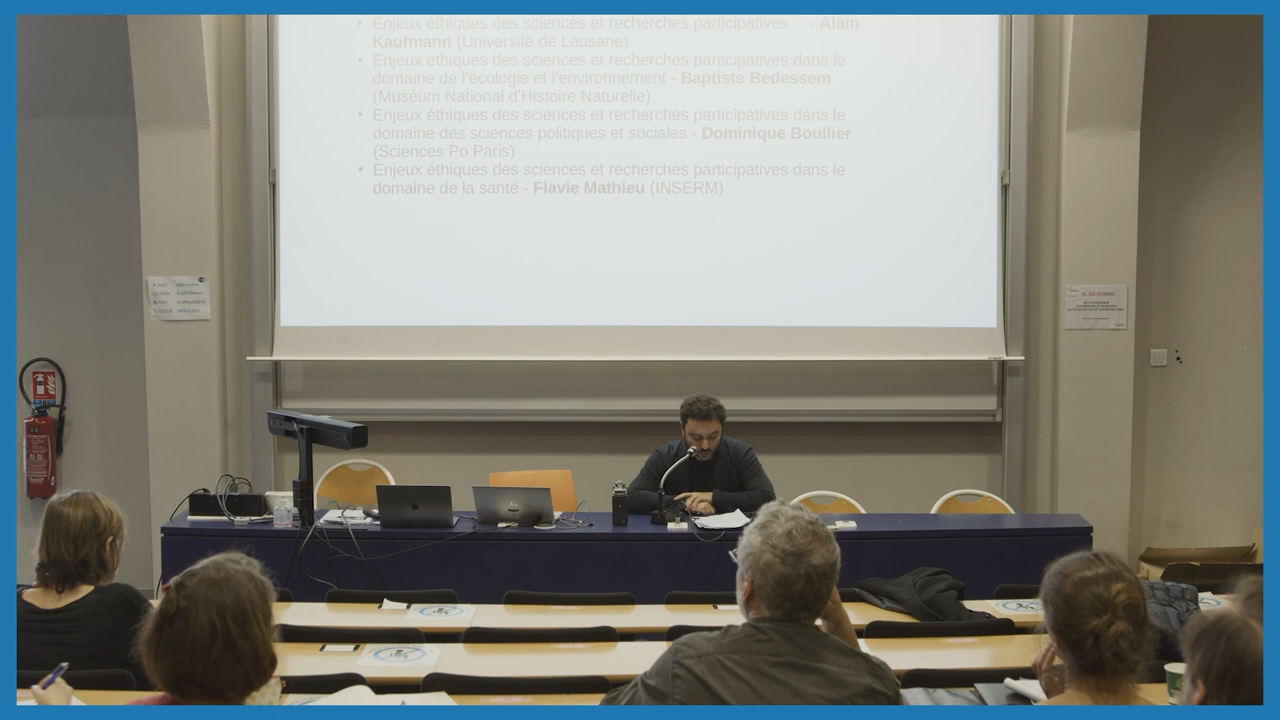 Enjeux éthiques des sciences et recherches participatives… - Alain
Kaufmann (Université de Lausane)
Enjeux éthiques des sciences et recherches participatives dans le
domaine de l'écologie et l'environnement - Baptiste Bedessem
(Muséum National d'Histoire Naturelle)
Enjeux éthiques des sciences et recherches participatives dans le
domaine des sciences politiques et sociales - Dominique Boullier
(Sciences Po Paris)
Enjeux éthiques des sciences et recherches participatives dans le
domaine de la santé - Flavie Mathieu (INSERM)